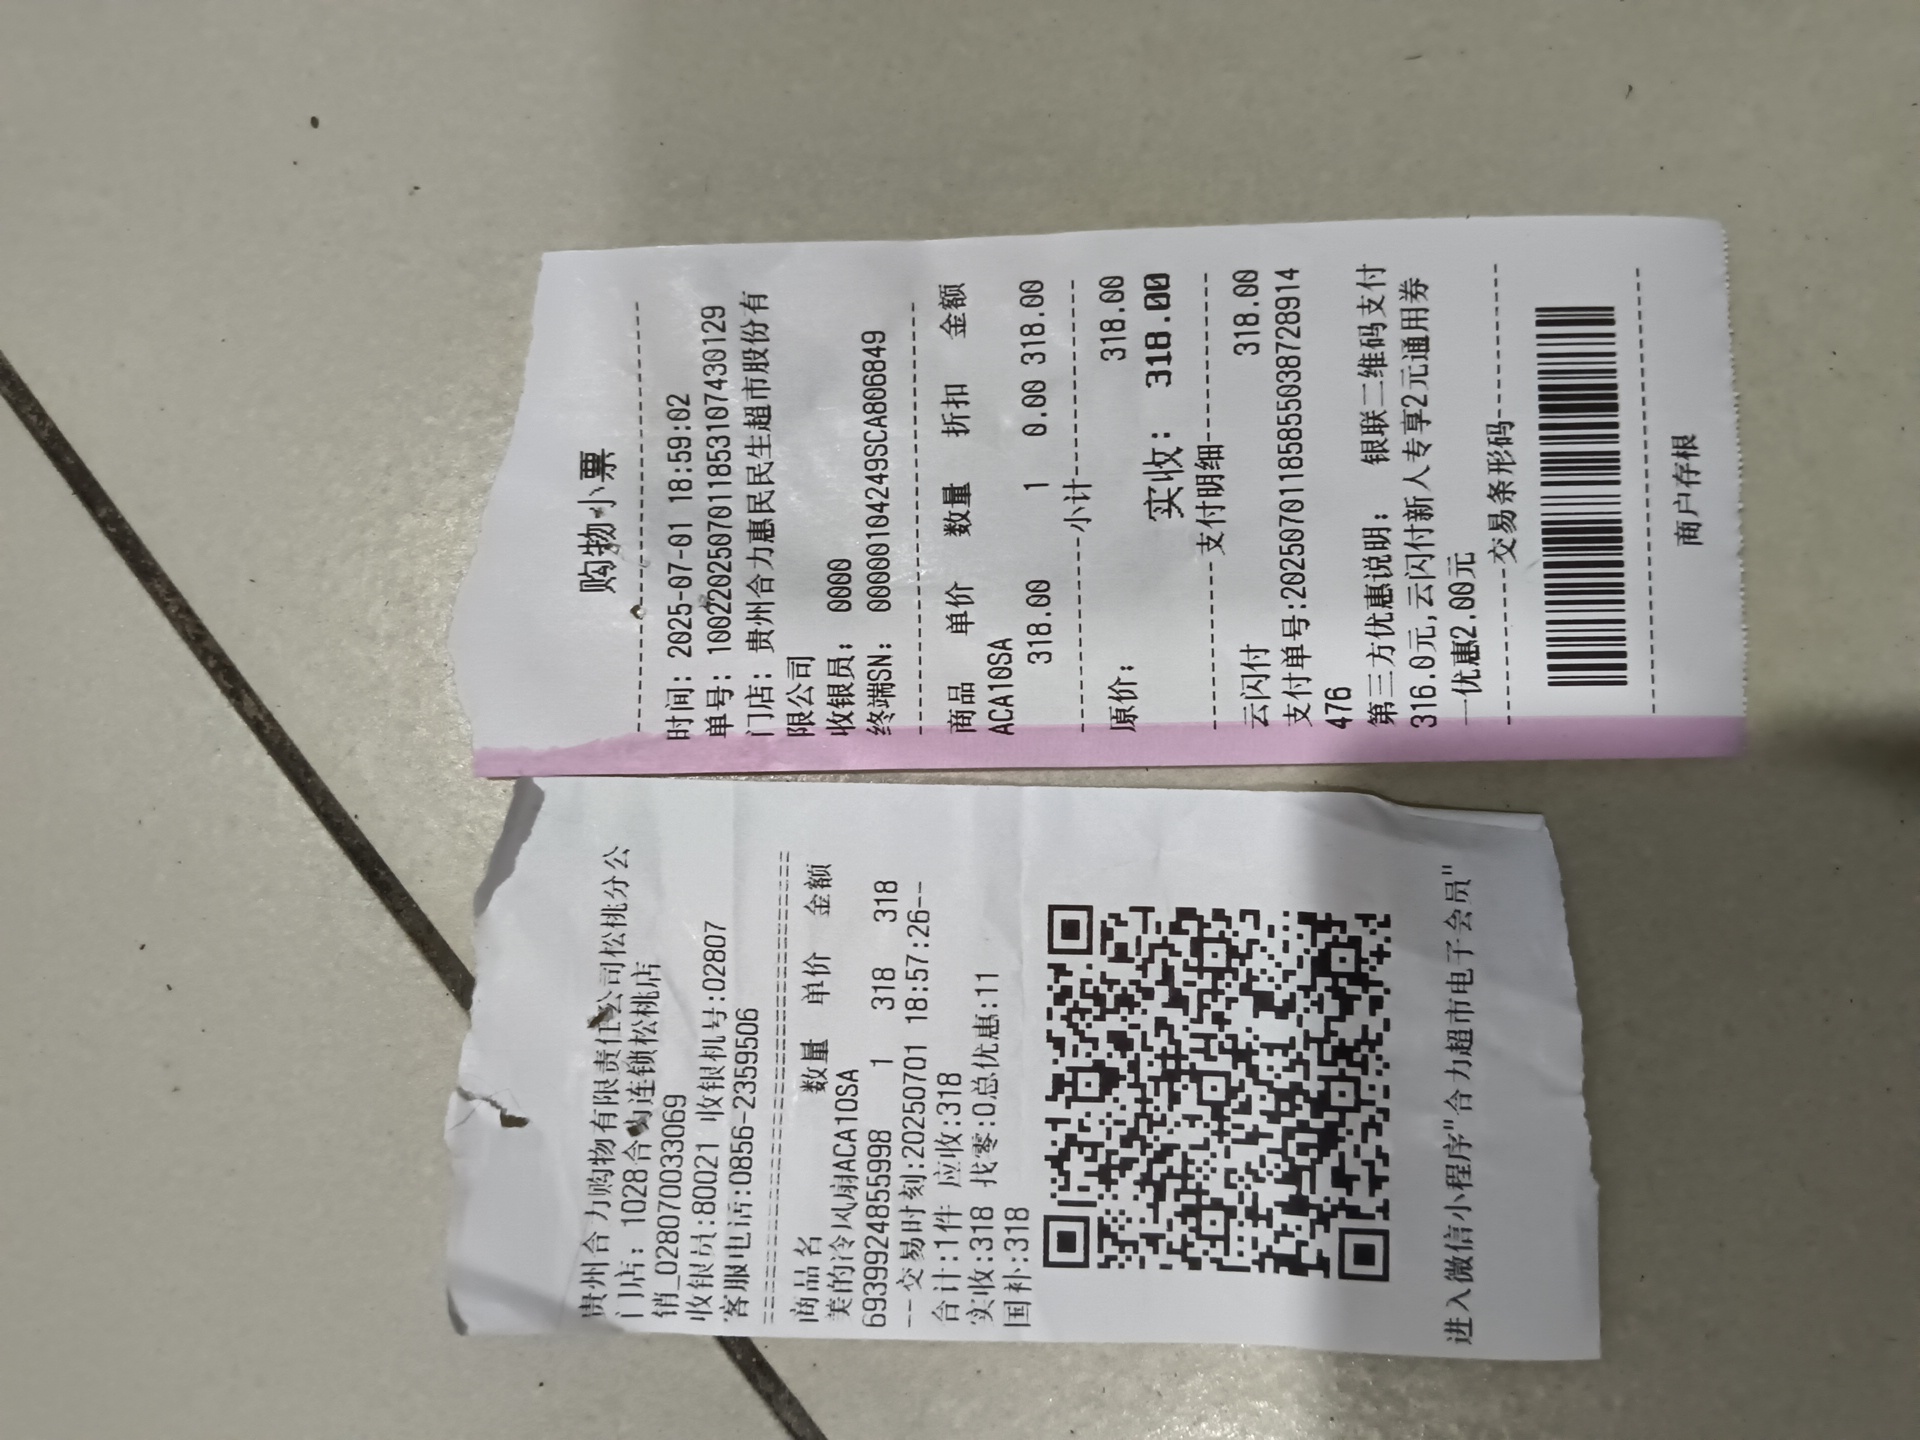 购物小票
时间: 2025-07-01 18:59:02
单号: 1002202507011853107430129
门店: 贵州合力惠民民生超市股份有
限公司
收银员: 0000
终端SN: 00000104249SCA806849
商品 单价 数量 折扣 金额
ACA10SA
318.00 1 0.00 318.00
小计
原价: 318.00
实收: 318.00
支付明细
云闪付 318.00
支付单号:20250701185855038728914
476
第三方优惠说明: 银联二维码支付
316.0元,云闪付新人专享2元通用券
一优惠2.00元
交易条形码
商户存根
贵州合力购物有限责任公司松桃分公
门店: 1028合 连锁松桃店
销_0280700033069
收银员:80021 收银机号:02807
客服电话:0856-2359506
商品名 数量 单价 金额
美的冷风扇ACA10SA
6939924855998 1 318 318
--交易时刻:20250701 18:57:26--
合计:1件 应收:318
实收:318 找零:0总优惠:11
国补:318
进入微信小程序"合力超市电子会员"